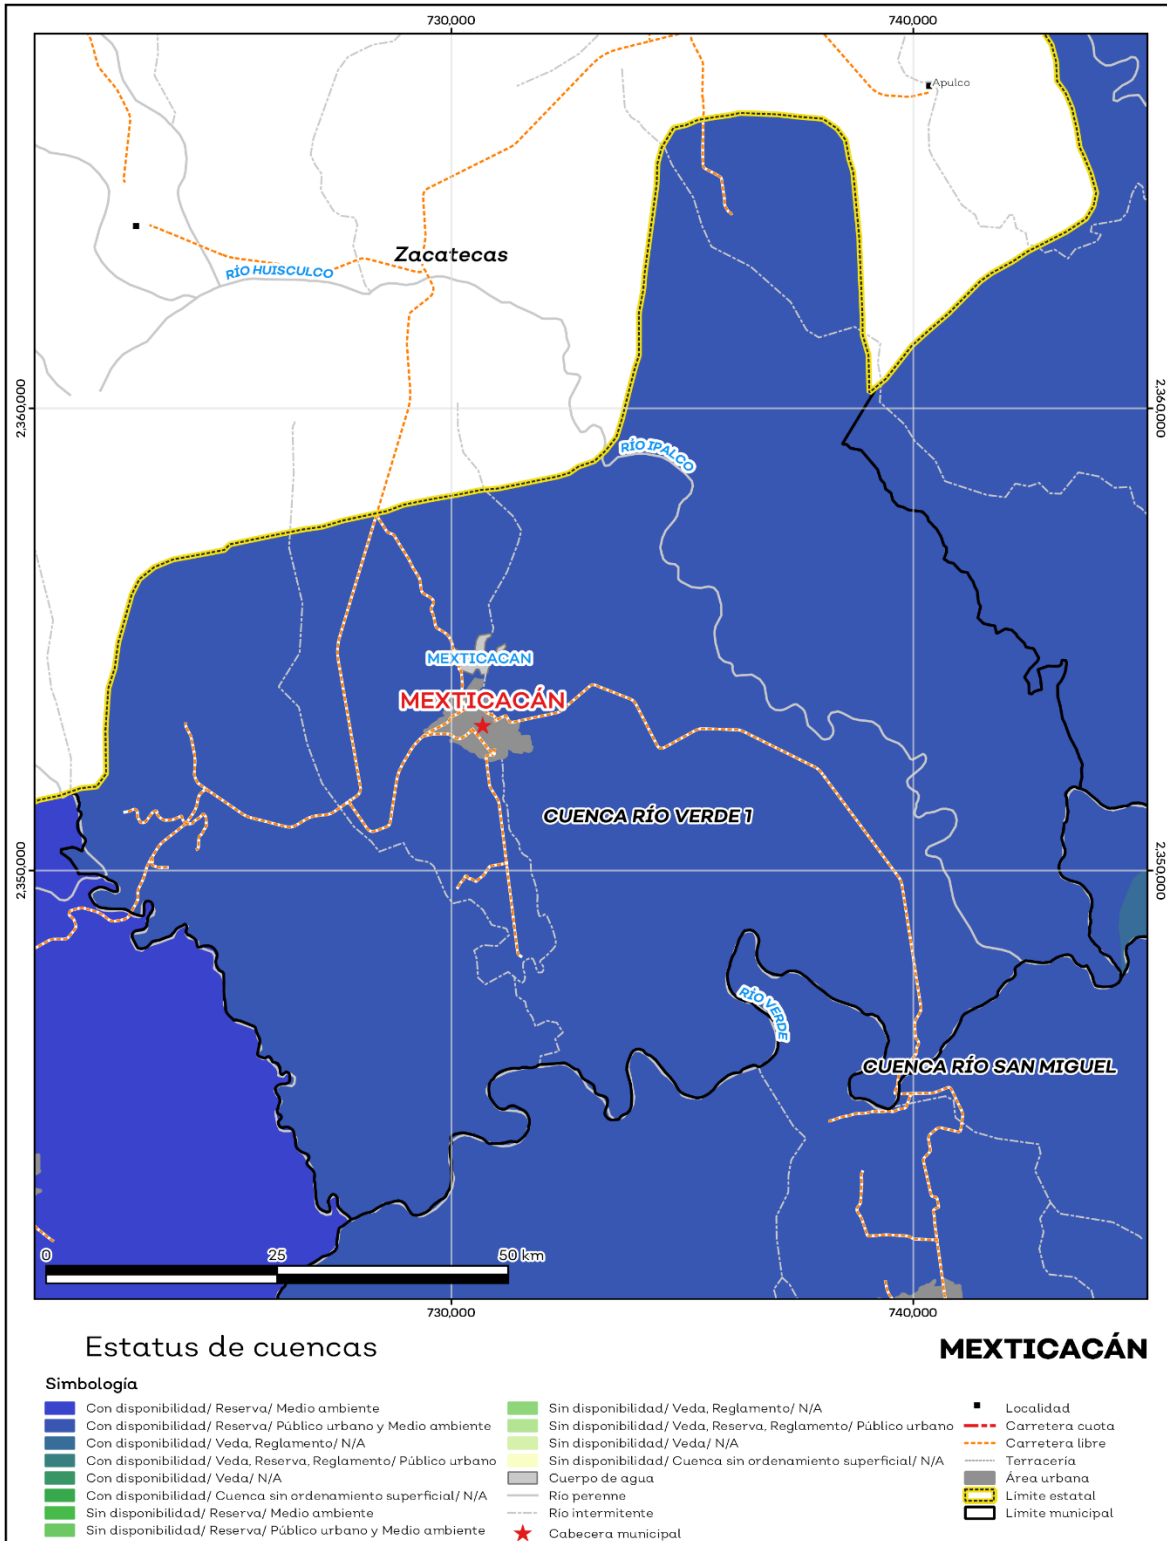 730,000
740,000
Apulco
Zacatecas
RÍO HUISCULCO
2,360,000
2,360,000
RÍO IPALCO
MEXTICACAN
MEXTICACÁN
CUENCA RÍO VERDE 1
2,350,000
2,350,000
RÍO VERDE
CUENCA RÍO SAN MIGUEL
0
25
50 km
730,000
740,000
Estatus de cuencas
MEXTICACÁN
Simbología
Con disponibilidad/ Reserva/ Medio ambiente
Con disponibilidad/ Reserva/ Público urbano y Medio ambiente
Con disponibilidad/ Veda, Reglamento/ N/A
Con disponibilidad/ Veda, Reserva, Reglamento/ Público urbano
Con disponibilidad/ Veda/ N/A
Con disponibilidad/ Cuenca sin ordenamiento superficial/ N/A
Sin disponibilidad/ Reserva/ Medio ambiente
Sin disponibilidad/ Reserva/ Público urbano y Medio ambiente
Sin disponibilidad/ Veda, Reglamento/ N/A
Sin disponibilidad/ Veda, Reserva, Reglamento/ Público urbano
Sin disponibilidad/ Veda/ N/A
Sin disponibilidad/ Cuenca sin ordenamiento superficial/ N/A
Cuerpo de agua
Río perenne
Río intermitente
Cabecera municipal
Localidad
Carretera cuota
Carretera libre
Terracería
Área urbana
Límite estatal
Límite municipal